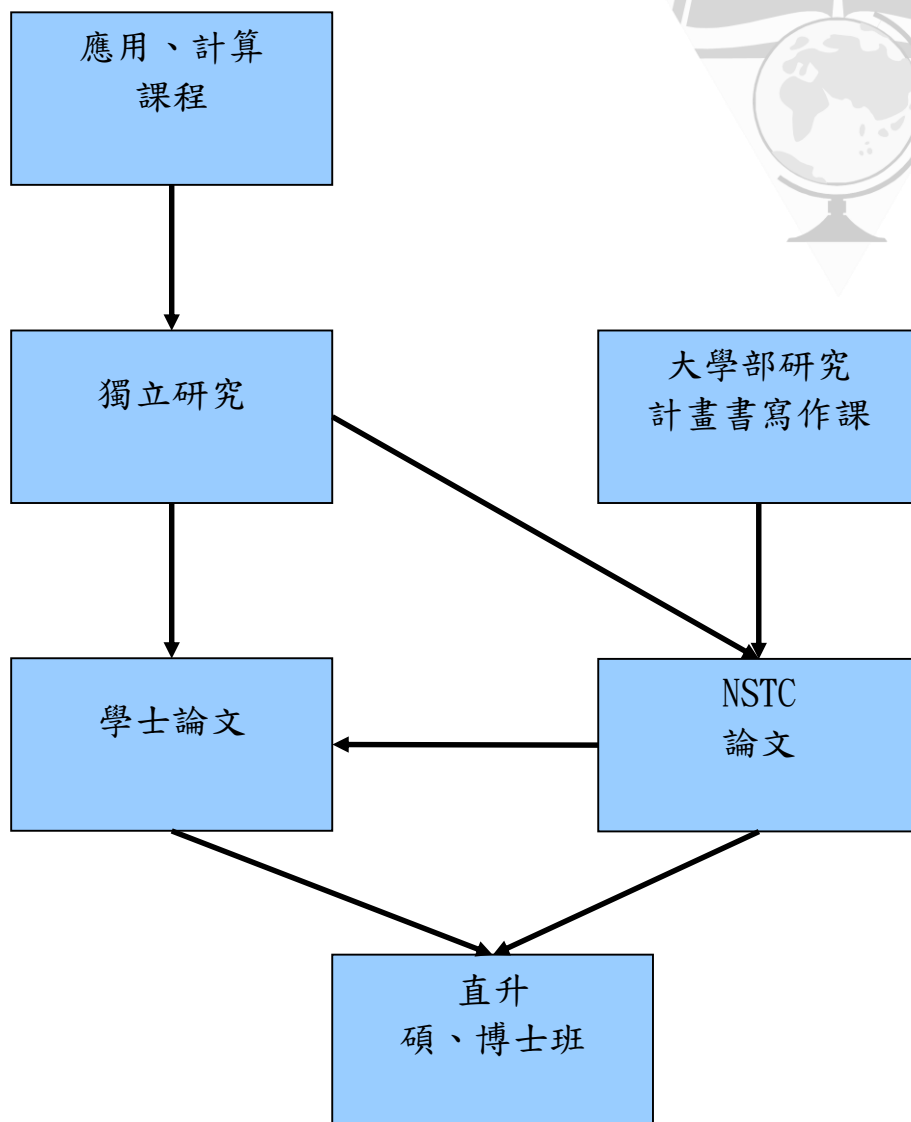 應用、計算
課程
獨立研究
大學部研究
計畫書寫作課
學士論文
NSTC
論文
直升
碩、博士班